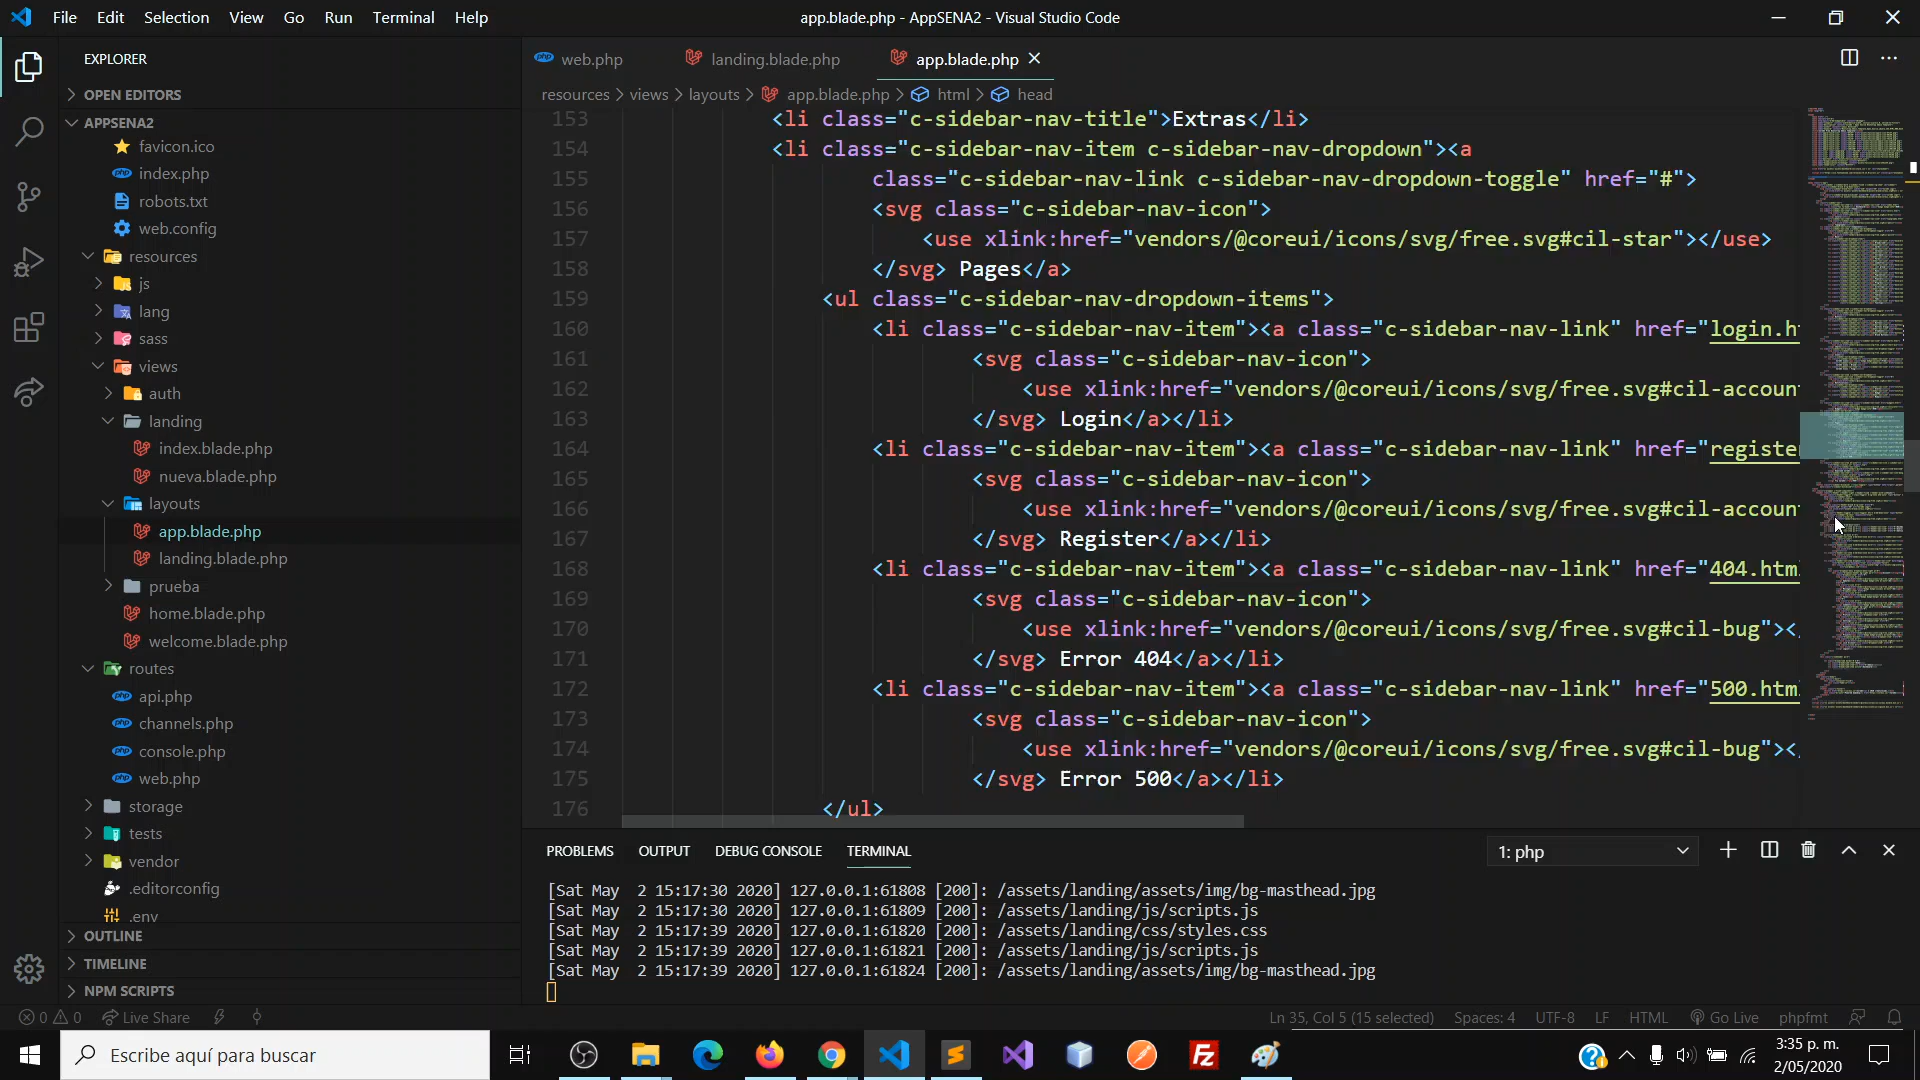 File Edit Selection View Go Run Terminal Help
app.blade.php - AppSENA2 - Visual Studio Code
EXPLORER
OPEN EDITORS
APPSENA2
favicon.ico
index.php
robots.txt
web.config
resources
js
lang
sass
views
auth
landing
index.blade.php
nueva.blade.php
layouts
app.blade.php
landing.blade.php
prueba
home.blade.php
welcome.blade.php
routes
api.php
channels.php
console.php
web.php
storage
tests
vendor
.editorconfig
.env
OUTLINE
TIMELINE
NPM SCRIPTS
web.php landing.blade.php app.blade.php
resources > views > layouts > app.blade.php > html > head
153 <li class="c-sidebar-nav-title">Extras</li>
154 <li class="c-sidebar-nav-item c-sidebar-nav-dropdown"><a
155 class="c-sidebar-nav-link c-sidebar-nav-dropdown-toggle" href="#">
156 <svg class="c-sidebar-nav-icon">
157 <use xlink:href="vendors/@coreui/icons/svg/free.svg#cil-star"></use>
158 </svg> Pages</a>
159 <ul class="c-sidebar-nav-dropdown-items">
160 <li class="c-sidebar-nav-item"><a class="c-sidebar-nav-link" href="login.ht
161 <svg class="c-sidebar-nav-icon">
162 <use xlink:href="vendors/@coreui/icons/svg/free.svg#cil-account
163 </svg> Login</a></li>
164 <li class="c-sidebar-nav-item"><a class="c-sidebar-nav-link" href="register
165 <svg class="c-sidebar-nav-icon">
166 <use xlink:href="vendors/@coreui/icons/svg/free.svg#cil-account
167 </svg> Register</a></li>
168 <li class="c-sidebar-nav-item"><a class="c-sidebar-nav-link" href="404.html
169 <svg class="c-sidebar-nav-icon">
170 <use xlink:href="vendors/@coreui/icons/svg/free.svg#cil-bug"></
171 </svg> Error 404</a></li>
172 <li class="c-sidebar-nav-item"><a class="c-sidebar-nav-link" href="500.html
173 <svg class="c-sidebar-nav-icon">
174 <use xlink:href="vendors/@coreui/icons/svg/free.svg#cil-bug"></
175 </svg> Error 500</a></li>
176 </ul>
PROBLEMS OUTPUT DEBUG CONSOLE TERMINAL
1: php
[Sat May  2 15:17:30 2020] 127.0.0.1:61808 [200]: /assets/landing/assets/img/bg-masthead.jpg
[Sat May  2 15:17:30 2020] 127.0.0.1:61809 [200]: /assets/landing/js/scripts.js
[Sat May  2 15:17:39 2020] 127.0.0.1:61820 [200]: /assets/landing/css/styles.css
[Sat May  2 15:17:39 2020] 127.0.0.1:61821 [200]: /assets/landing/js/scripts.js
[Sat May  2 15:17:39 2020] 127.0.0.1:61824 [200]: /assets/landing/assets/img/bg-masthead.jpg
0 0 Live Share
Ln 35, Col 5 (15 selected) Spaces: 4 UTF-8 LF HTML Go Live phpfmt
Escribe aquí para buscar
3:35 p. m.
2/05/2020